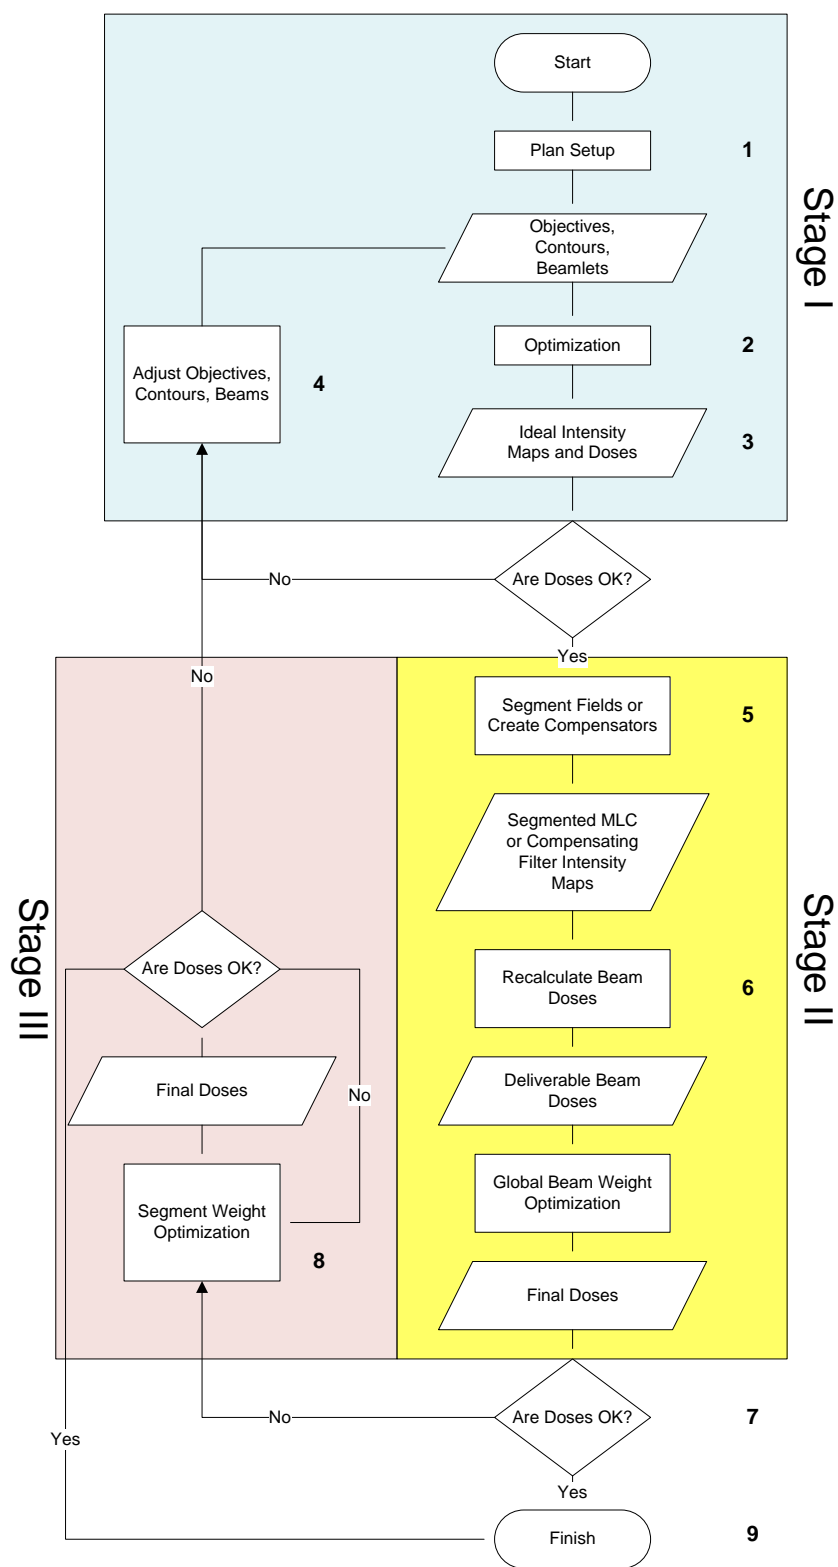 Start
Plan Setup
1
Stage I
Objectives,
Contours,
Beamlets
Optimization
2
Adjust Objectives,
Contours, Beams
4
Ideal Intensity
Maps and Doses
3
Are Doses OK?
No
Yes
No
Segment Fields or
Create Compensators
5
Segmented MLC
or Compensating
Filter Intensity
Maps
Stage III
Stage II
Are Doses OK?
Recalculate Beam
Doses
6
Final Doses
No
Deliverable Beam
Doses
Segment Weight
Optimization
8
Global Beam Weight
Optimization
Final Doses
Are Doses OK?
7
No
Yes
Yes
Finish
9